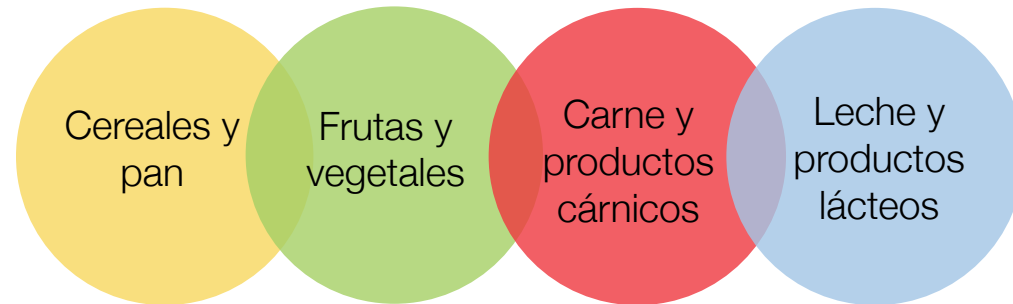 Cereales y
pan
Frutas y
vegetales
Carne y
productos
cárnicos
Leche y
productos
lácteos